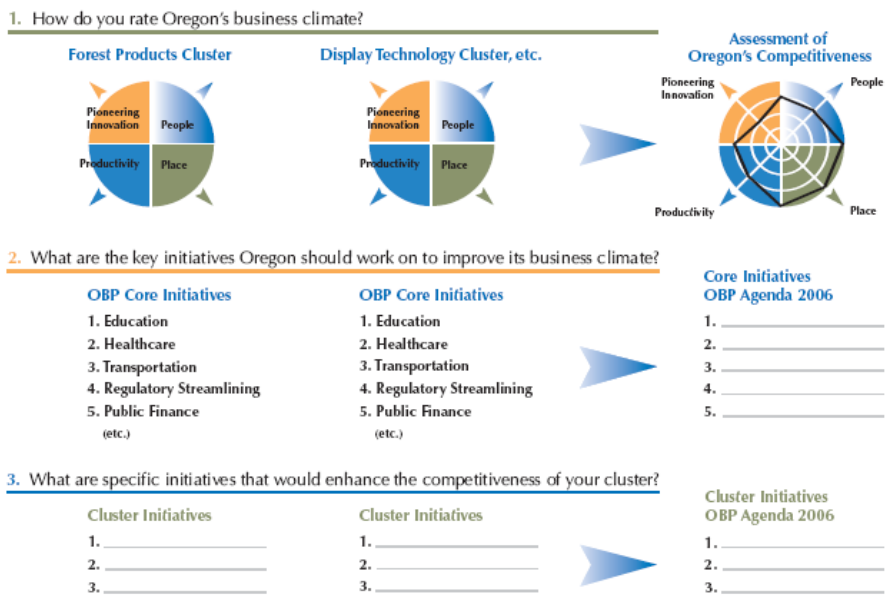 1. How do you rate Oregon's business climate?
Forest Products Cluster
Pioneering
Innovation
People
Productivity
Place
Display Technology Cluster, etc.
Pioneering
Innovation
People
Productivity
Place
Assessment of
Oregon's Competitiveness
Pioneering
Innovation
People
Productivity
Place
2. What are the key initiatives Oregon should work on to improve its business climate?
OBP Core Initiatives
1. Education
2. Healthcare
3. Transportation
4. Regulatory Streamlining
5. Public Finance
(etc.)
OBP Core Initiatives
1. Education
2. Healthcare
3. Transportation
4. Regulatory Streamlining
5. Public Finance
(etc.)
Core Initiatives
OBP Agenda 2006
1.
2.
3.
4.
5.
3. What are specific initiatives that would enhance the competitiveness of your cluster?
Cluster Initiatives
1.
2.
3.
Cluster Initiatives
1.
2.
3.
Cluster Initiatives
OBP Agenda 2006
1.
2.
3.